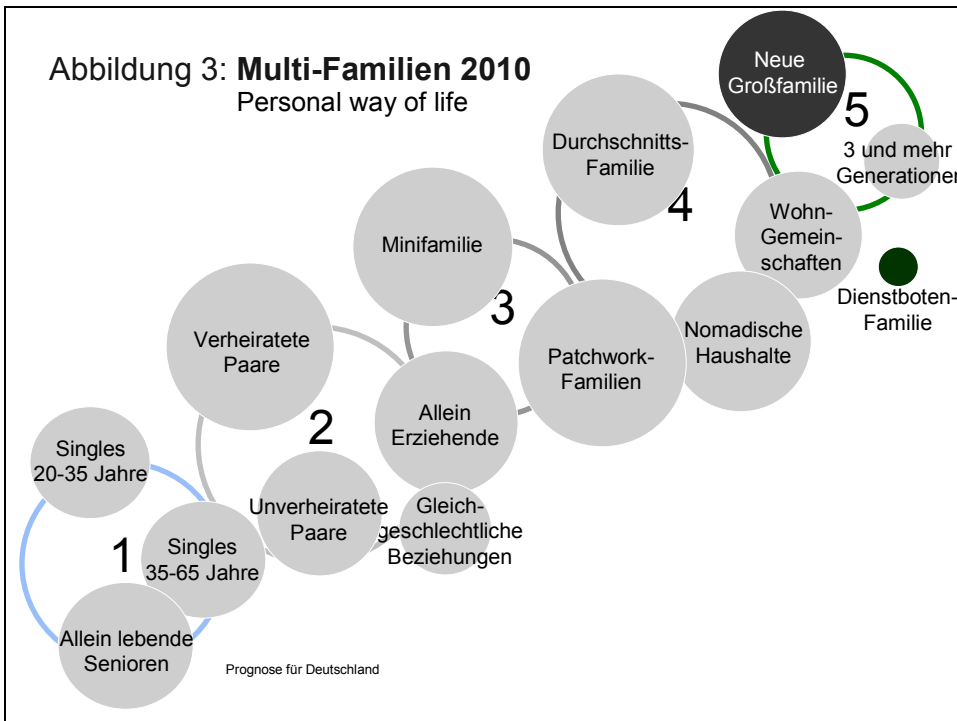 Abbildung 3: Multi-Familien 2010
Personal way of life
Neue
Großfamilie
5
3 und mehr
Generationen
Durchschnitts-
Familie
4
Wohn-
Gemein-
schaften
Dienstboten-
Familie
Minifamilie
3
Nomadische
Haushalte
Patchwork-
Familien
Verheiratete
Paare
2
Allein
Erziehende
Singles
20-35 Jahre
Unverheiratete
Paare
Gleich-
geschlechtliche
Beziehungen
1
Singles
35-65 Jahre
Allein lebende
Senioren
Prognose für Deutschland